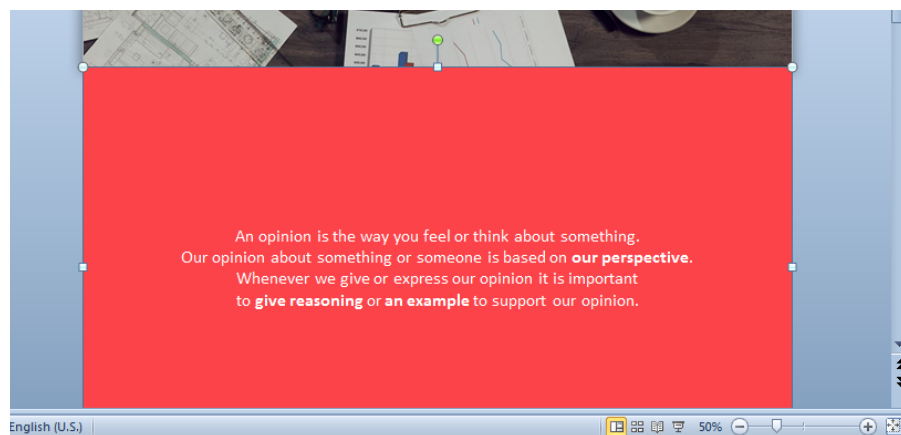 An opinion is the way you feel or think about something.
Our opinion about something or someone is based on our perspective.
Whenever we give or express our opinion it is important
to give reasoning or an example to support our opinion.
English (U.S.)
50%